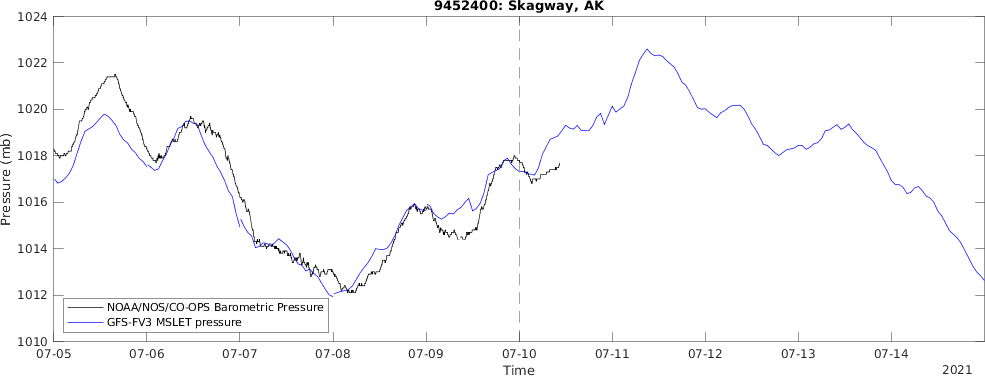 9452400: Skagway, AK
1024
1022
1020
1018
1016
1014
1012
1010
Pressure (mb)
NOAA/NOS/CO-OPS Barometric Pressure
GFS-FV3 MSLET pressure
07-05 07-06 07-07 07-08 07-09 07-10 07-11 07-12 07-13 07-14
Time
2021